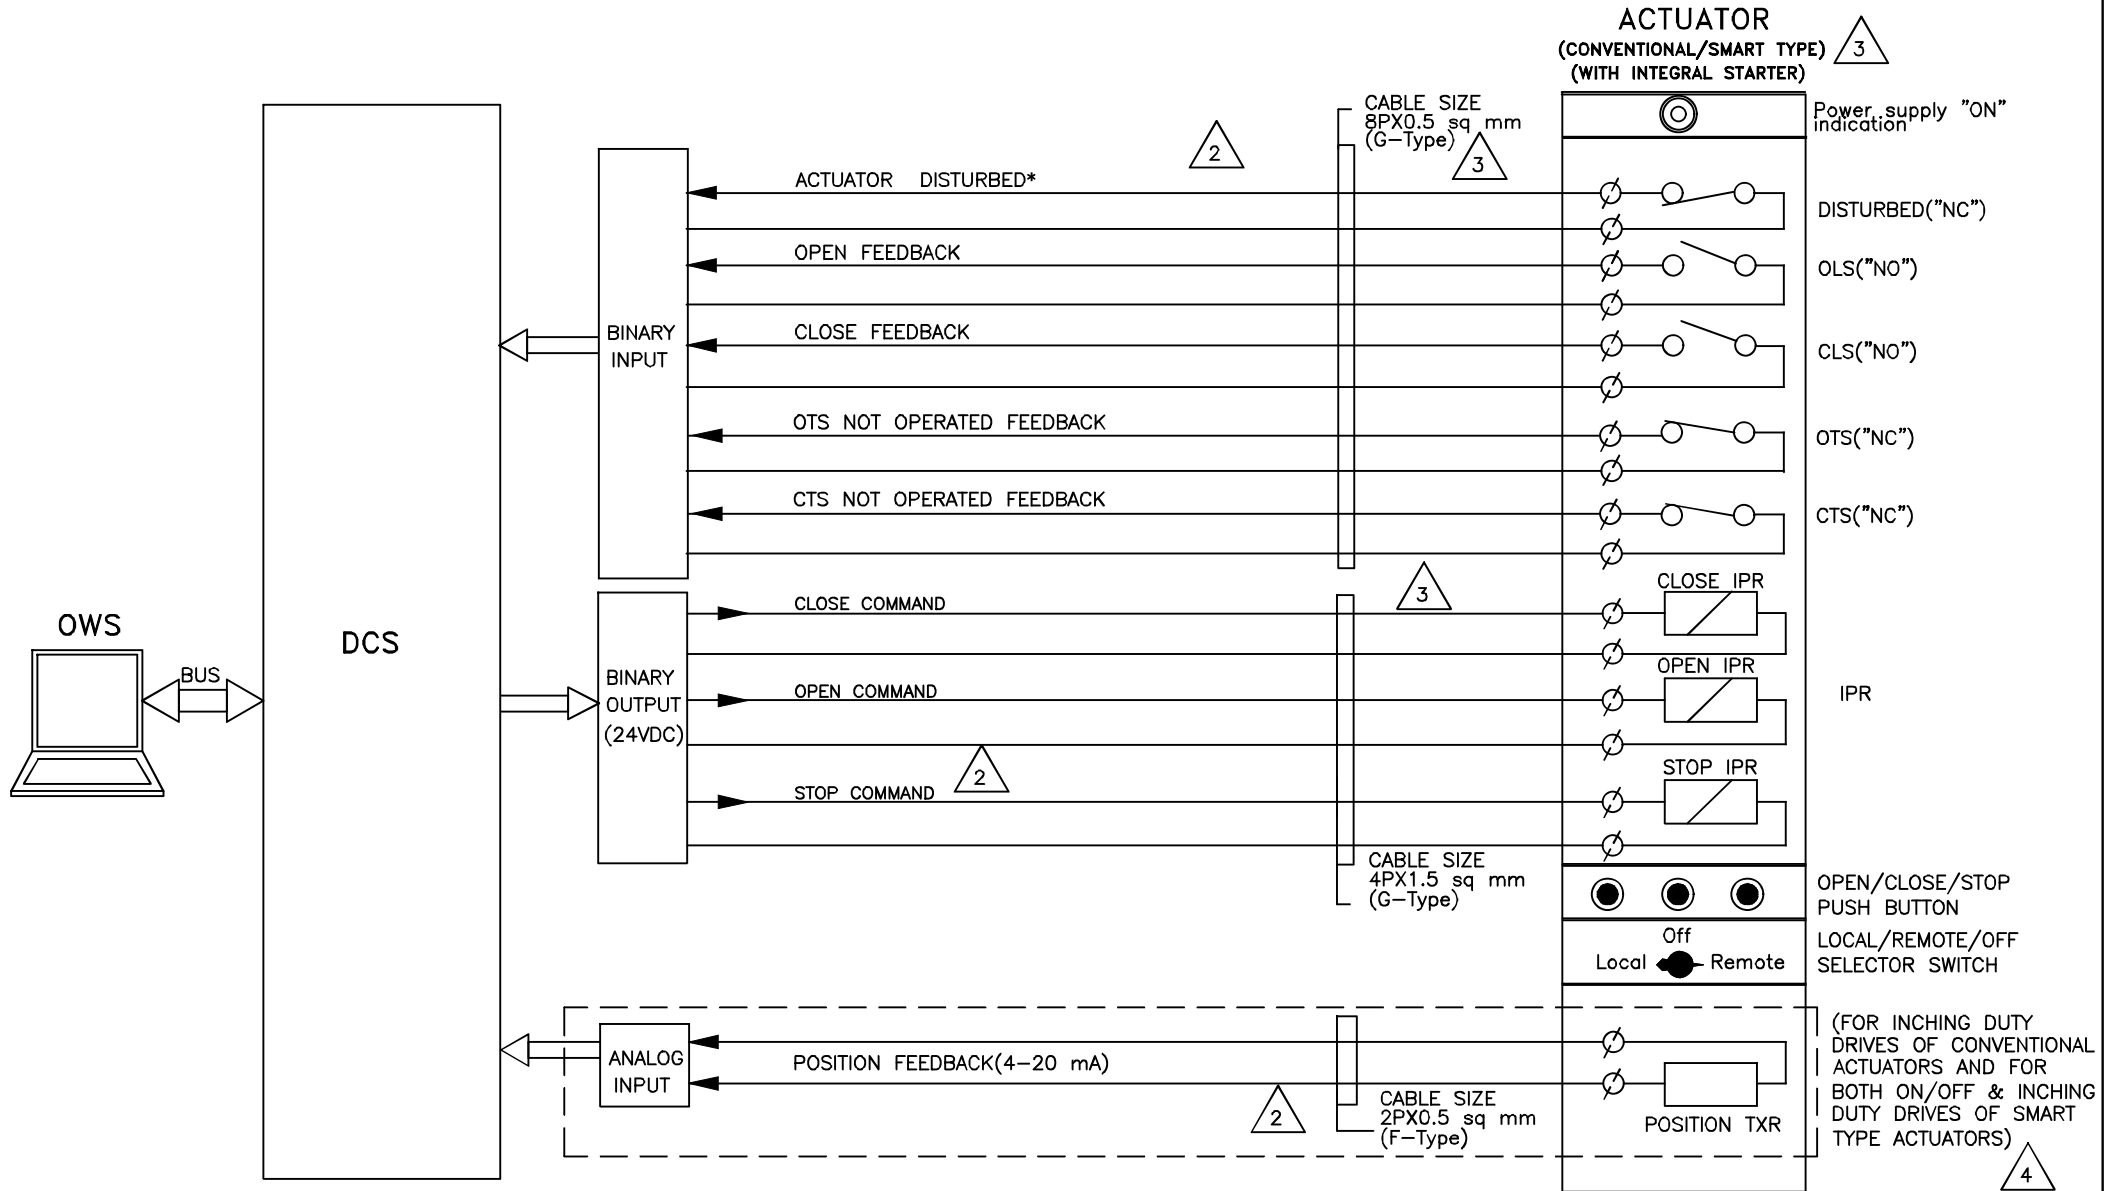 ACTUATOR
(CONVENTIONAL/SMART TYPE)
3
(WITH INTEGRAL STARTER)
CABLE SIZE
8PX0.5 sq mm
(G-Type)
Power supply "ON"
indication
2
3
ACTUATOR DISTURBED*
DISTURBED("NC")
OPEN FEEDBACK
OLS("NO")
BINARY
INPUT
CLOSE FEEDBACK
CLS("NO")
OTS NOT OPERATED FEEDBACK
OTS("NC")
CTS NOT OPERATED FEEDBACK
CTS("NC")
3
CLOSE IPR
CLOSE COMMAND
OWS
DCS
BUS
BINARY
OUTPUT
(24VDC)
OPEN IPR
OPEN COMMAND
IPR
2
STOP IPR
STOP COMMAND
CABLE SIZE
4PX1.5 sq mm
(G-Type)
OPEN/CLOSE/STOP
PUSH BUTTON
Off
Local Remote
LOCAL/REMOTE/OFF
SELECTOR SWITCH
ANALOG
INPUT
POSITION FEEDBACK(4-20 mA)
2
CABLE SIZE
2PX0.5 sq mm
(F-Type)
POSITION TXR
(FOR INCHING DUTY
DRIVES OF CONVENTIONAL
ACTUATORS AND FOR
BOTH ON/OFF & INCHING
DUTY DRIVES OF SMART
TYPE ACTUATORS)
4